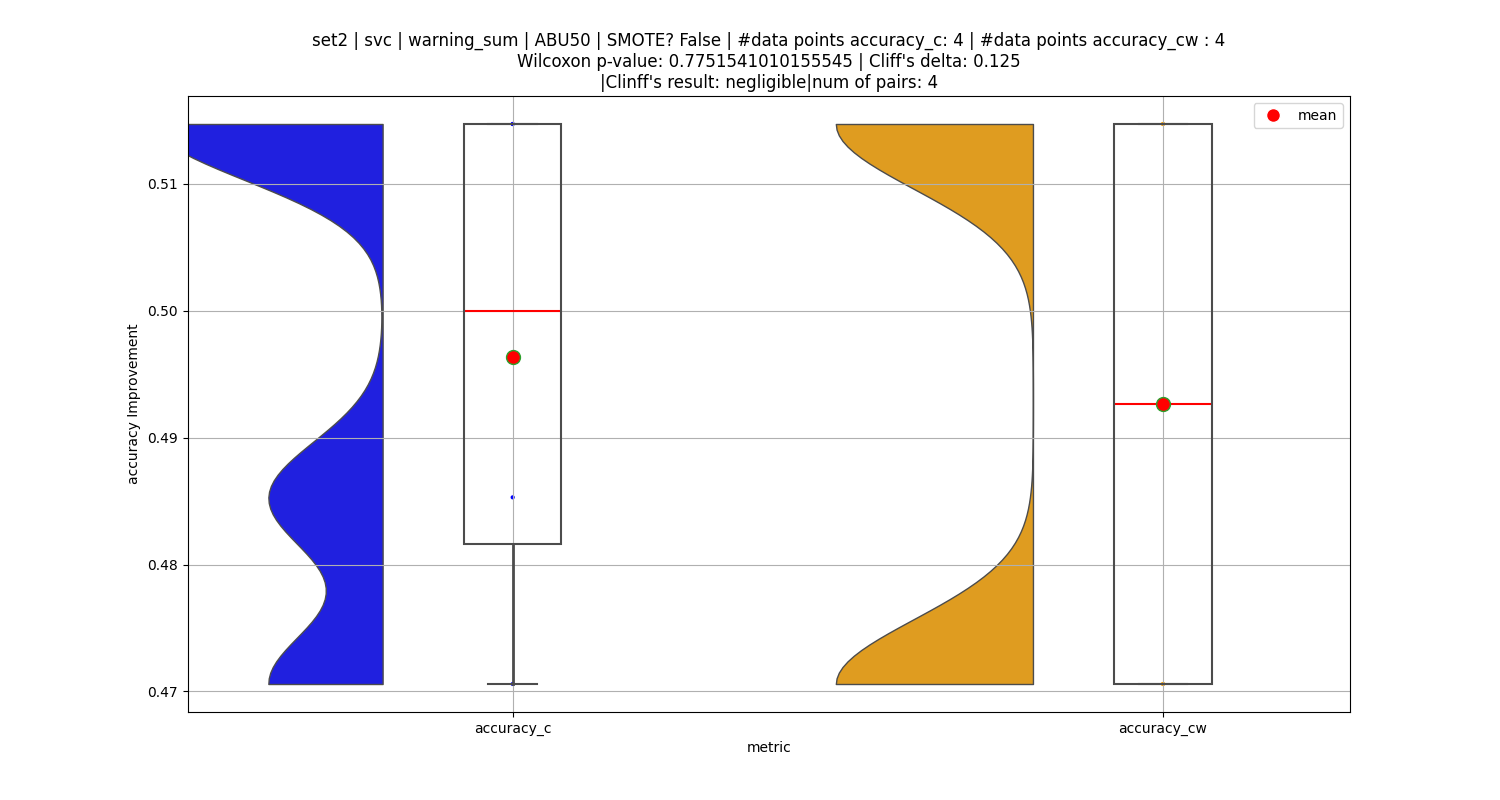 set2 | svc | warning_sum | ABU50 | SMOTE? False | #data points accuracy_c: 4 | #data points accuracy_cw : 4
Wilcoxon p-value: 0.7751541010155545 | Cliff's delta: 0.125
|Clinff's result: negligible|num of pairs: 4
mean
0.51
0.50
0.49
0.48
0.47
accuracy Improvement
accuracy_c
accuracy_cw
metric